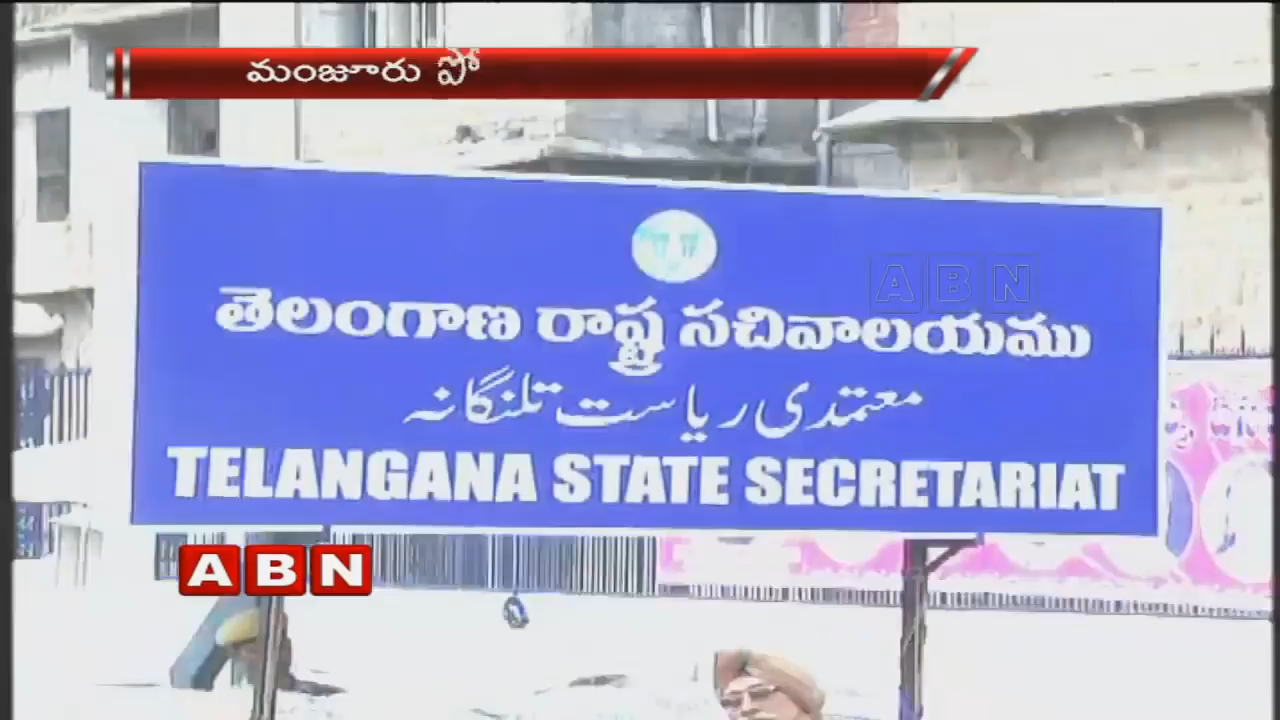 మంజూరు పో
ABN
తెలంగాణ రాష్ట్ర సచివాలయము
معتمدی ریاست تلنگانہ
TELANGANA STATE SECRETARIAT
ABN